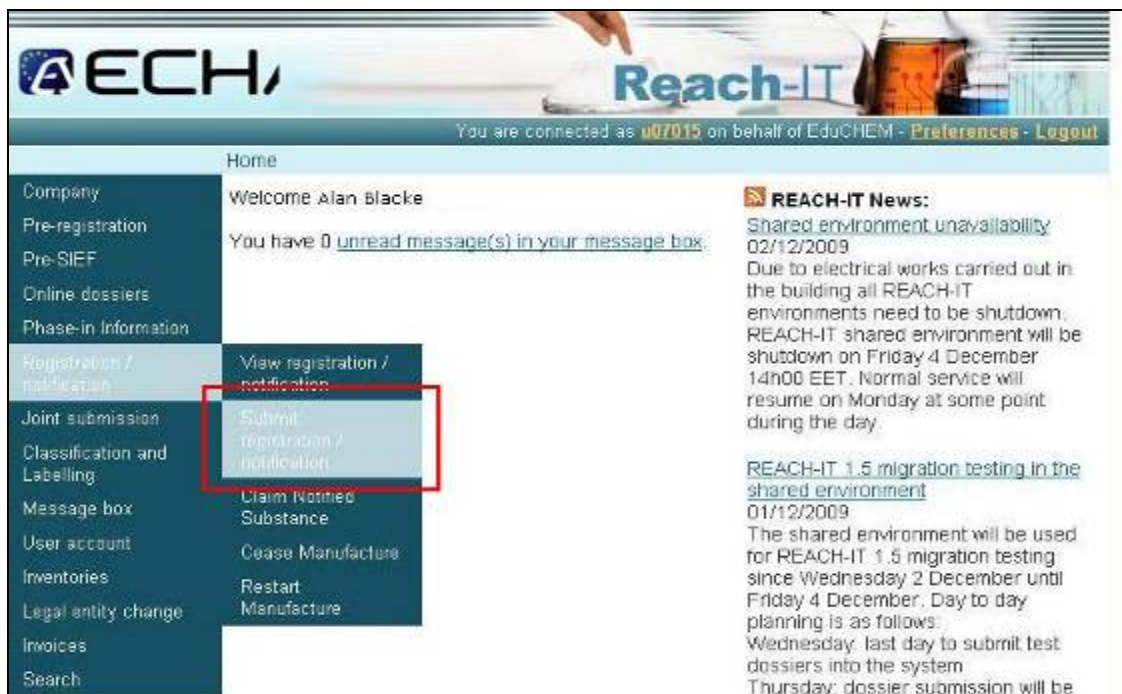 ECHA
Reach-IT
You are connected as u07015 on behalf of EduCHEM - Preferences - Logout
Home
Company
Pre-registration
Pre-SIEF
Online dossiers
Phase-in Information
Registration /
notification
Joint submission
Classification and
Labelling
Message box
User account
Inventories
Legal entity change
Invoices
Search
View registration /
notification
Submit
registration /
notification
Claim Notified
Substance
Cease Manufacture
Restart
Manufacture
Welcome Alan Blacke
You have 0 unread message(s) in your message box.
REACH-IT News:
Shared environment unavailability
02/12/2009
Due to electrical works carried out in
the building all REACH-IT
environments need to be shutdown.
REACH-IT shared environment will be
shutdown on Friday 4 December
14h00 EET. Normal service will
resume on Monday at some point
during the day.
REACH-IT 1.5 migration testing in the
shared environment
01/12/2009
The shared environment will be used
for REACH-IT 1.5 migration testing
since Wednesday 2 December until
Friday 4 December. Day to day
planning is as follows:
Wednesday: last day to submit test
dossiers into the system
Thursday: dossier submission will be